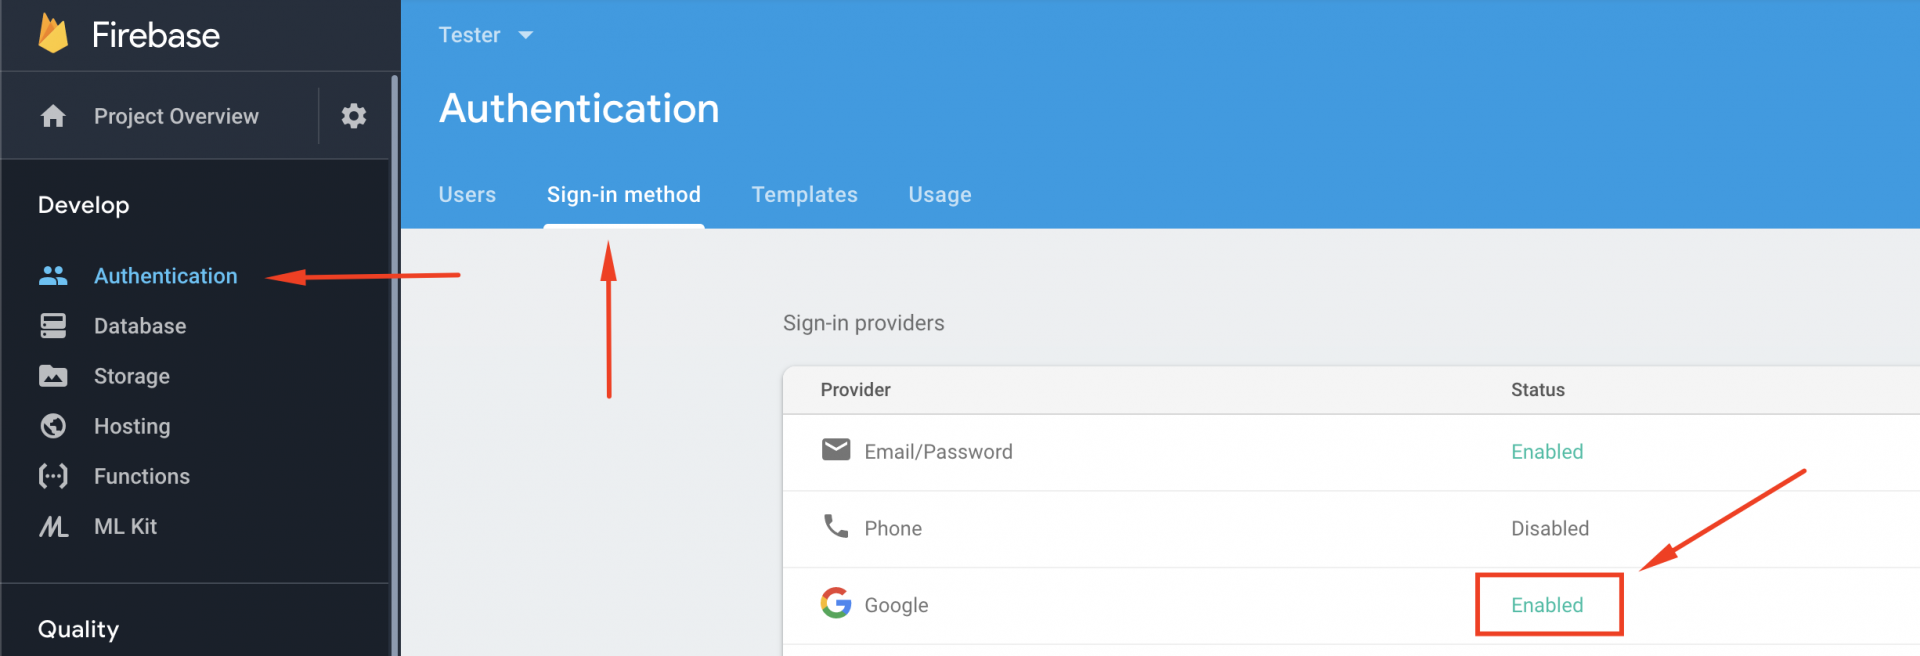 Firebase
Project Overview
Develop
Authentication
Database
Storage
Hosting
Functions
ML Kit
Quality
Tester
Authentication
Users Sign-in method Templates Usage
Sign-in providers
Provider Status
Email/Password Enabled
Phone Disabled
Google Enabled